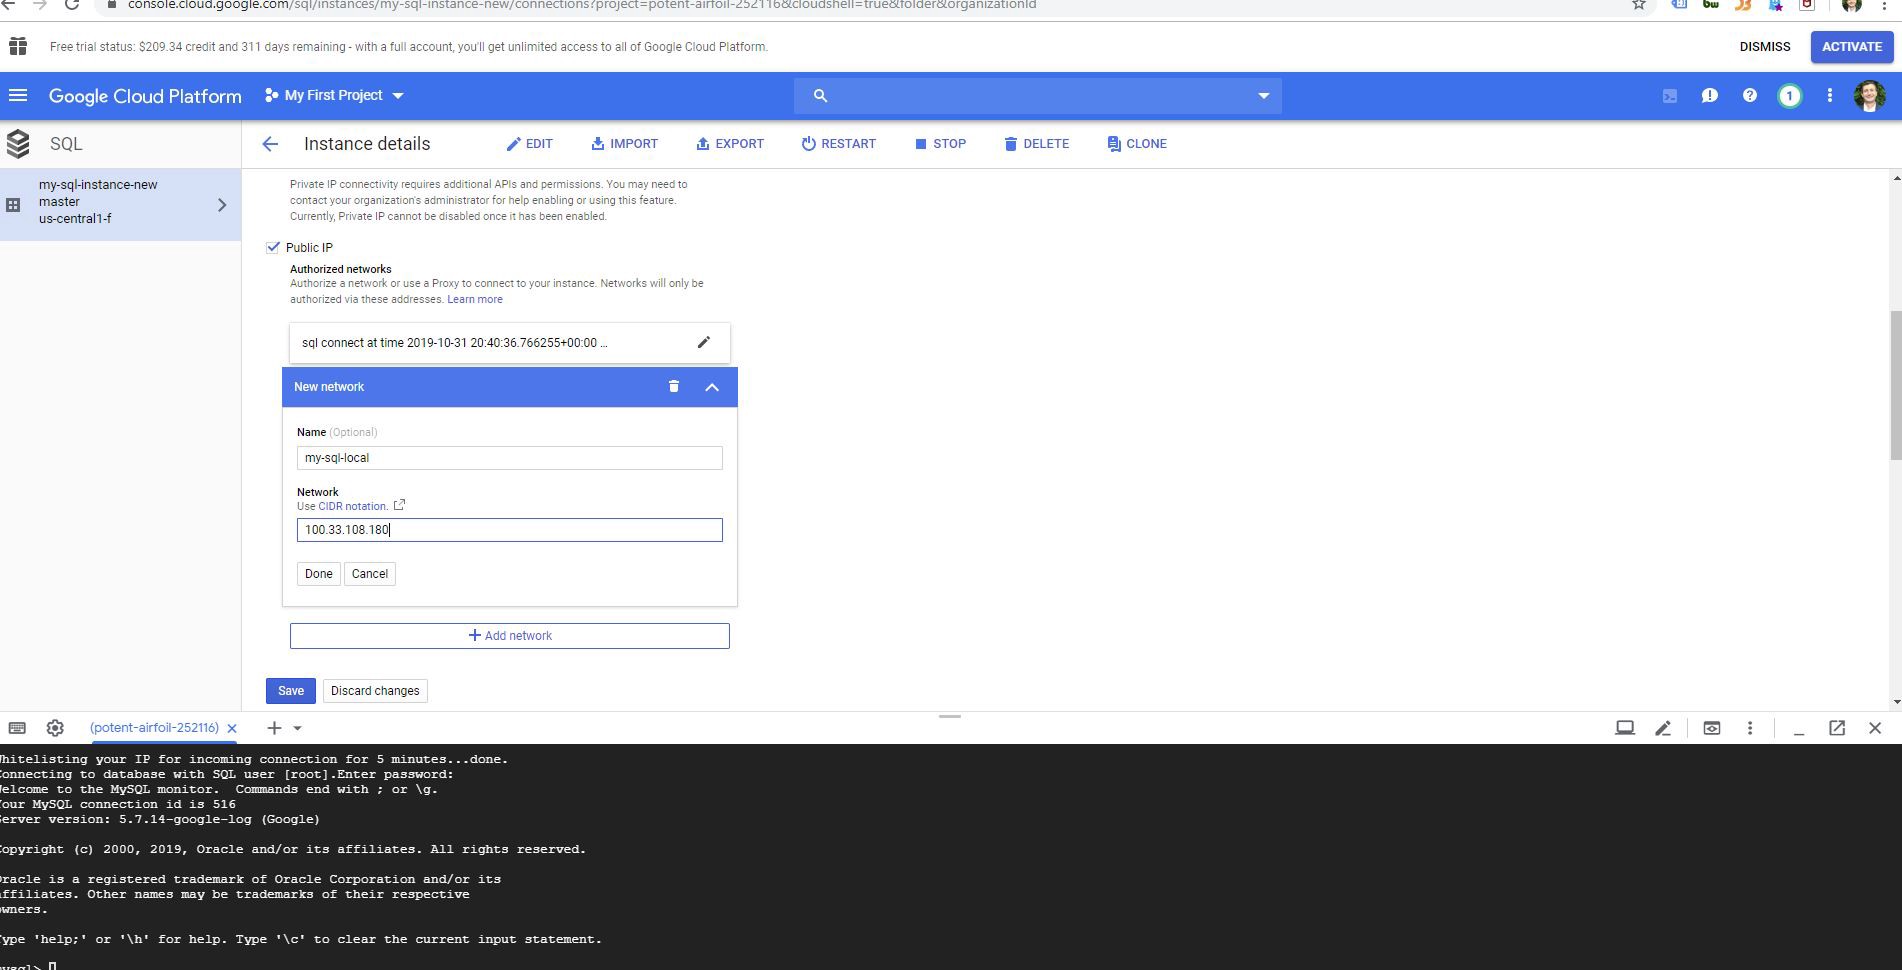 console.cloud.google.com/sql/instances/my-sql-instance-new/connections?project=potent-airfoil-252116&cloudshell=true&folder&organizationId
Free trial status: $209.34 credit and 311 days remaining - with a full account, you'll get unlimited access to all of Google Cloud Platform.
DISMISS
ACTIVATE
Google Cloud Platform
My First Project
1
SQL
Instance details
EDIT
IMPORT
EXPORT
RESTART
STOP
DELETE
CLONE
my-sql-instance-new
master
us-central1-f
Private IP connectivity requires additional APIs and permissions. You may need to
contact your organization's administrator for help enabling or using this feature.
Currently, Private IP cannot be disabled once it has been enabled.
Public IP
Authorized networks
Authorize a network or use a Proxy to connect to your instance. Networks will only be
authorized via these addresses. Learn more
sql connect at time 2019-10-31 20:40:36.766255+00:00 ...
New network
Name (Optional)
my-sql-local
Network
Use CIDR notation.
100.33.108.180
Done
Cancel
+ Add network
Save
Discard changes
(potent-airfoil-252116)
hitelisting your IP for incoming connection for 5 minutes...done.
onnecting to database with SQL user [root].Enter password:
elcome to the MySQL monitor.  Commands end with ; or \g.
our MySQL connection id is 516
erver version: 5.7.14-google-log (Google)
opyright (c) 2000, 2019, Oracle and/or its affiliates. All rights reserved.
racle is a registered trademark of Oracle Corporation and/or its
ffiliates. Other names may be trademarks of their respective
wners.
ype 'help;' or '\h' for help. Type '\c' to clear the current input statement.
ysql>